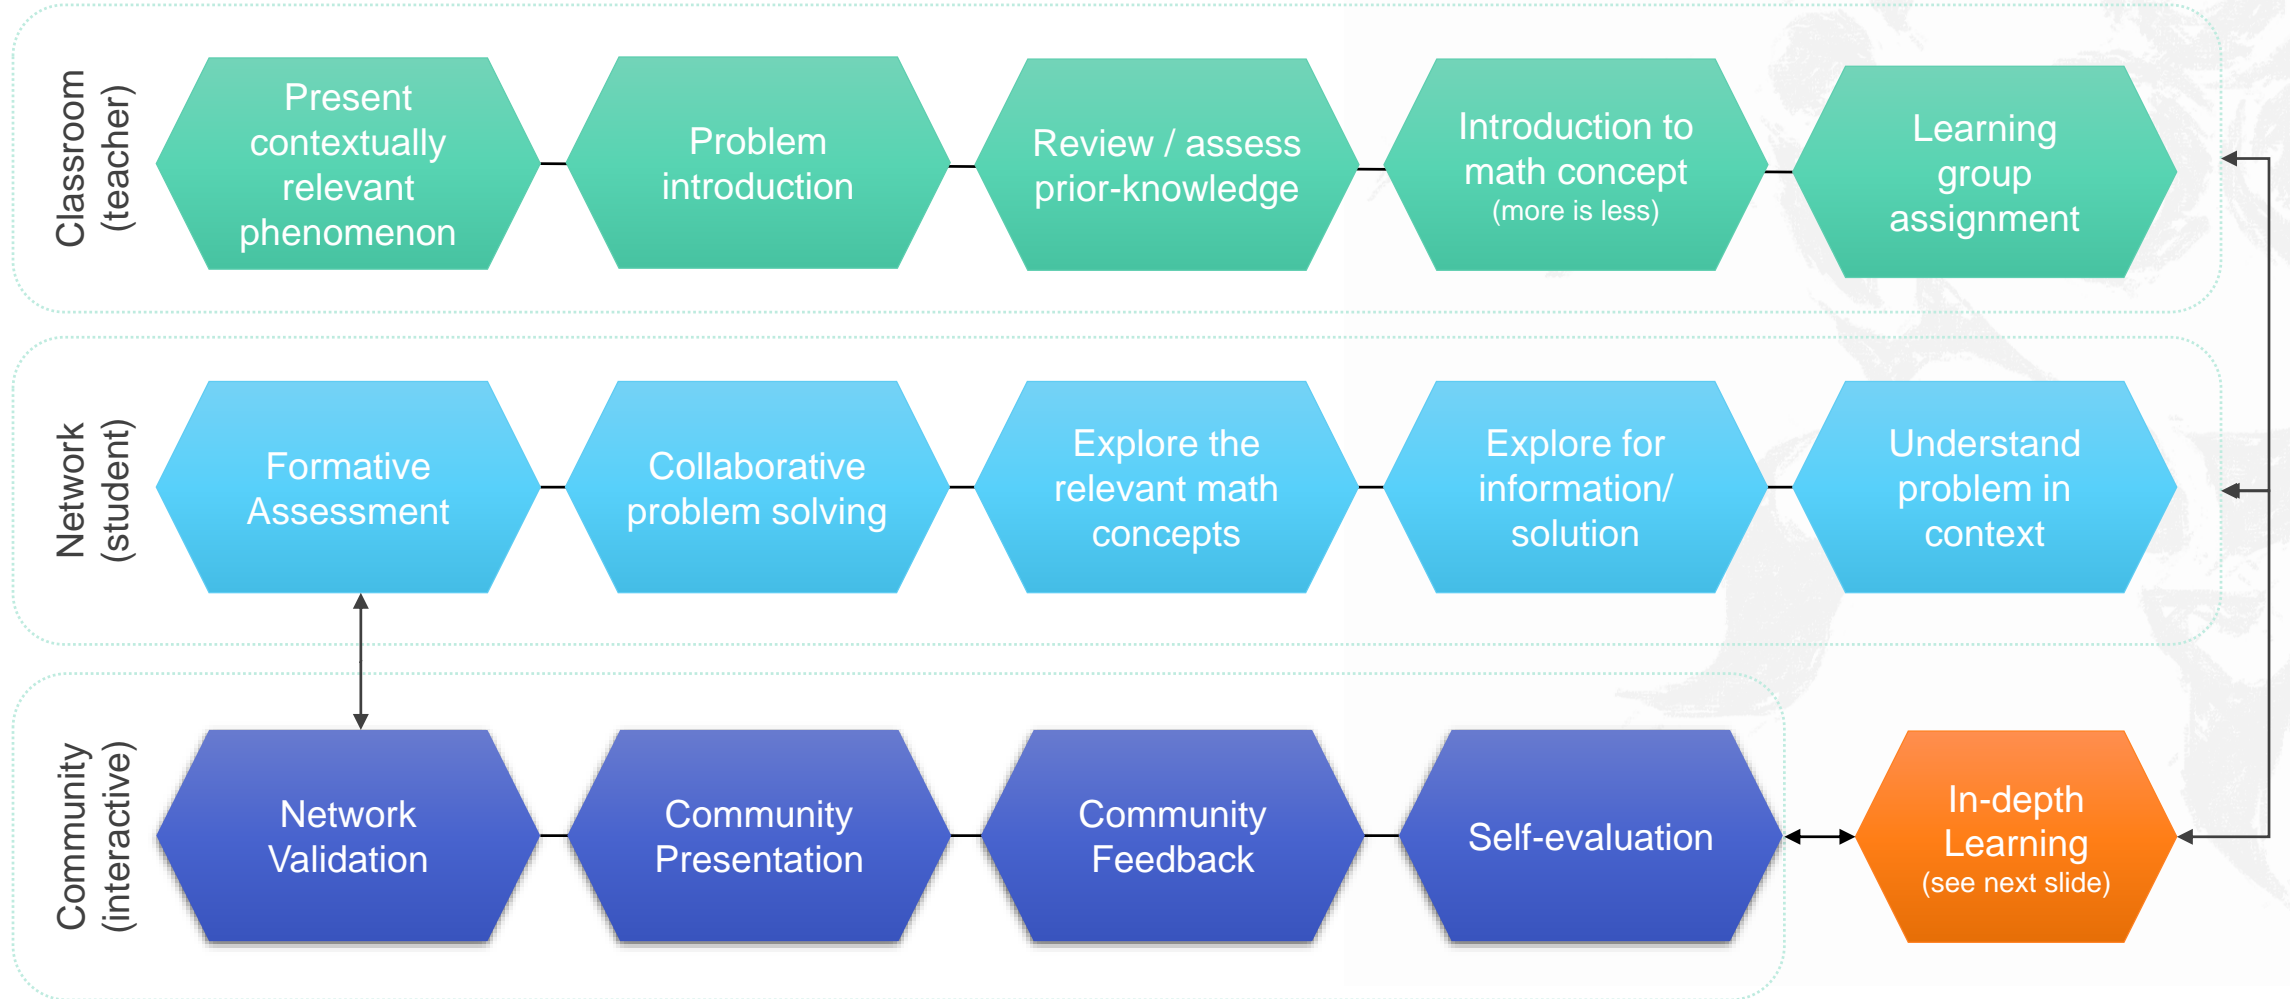 Classroom
(teacher)
Present
contextually
relevant
phenomenon
Problem
introduction
Review / assess
prior-knowledge
Introduction to
math concept
(more is less)
Learning
group
assignment
Network
(student)
Formative
Assessment
Collaborative
problem solving
Explore the
relevant math
concepts
Explore for
information/
solution
Understand
problem in
context
Community
(interactive)
Network
Validation
Community
Presentation
Community
Feedback
Self-evaluation
In-depth
Learning
(see next slide)